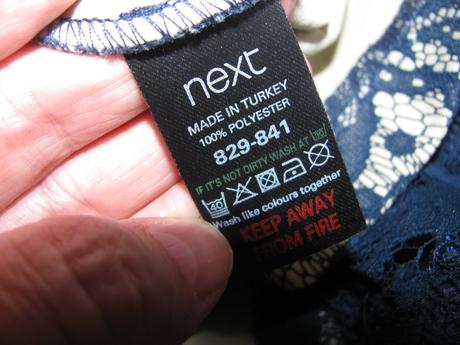 next
MADE IN TURKEY
100% POLYESTER
829-841
IF IT'S NOT DIRTY WASH AT 30
40
Wash like colours together
KEEP AWAY
FROM FIRE